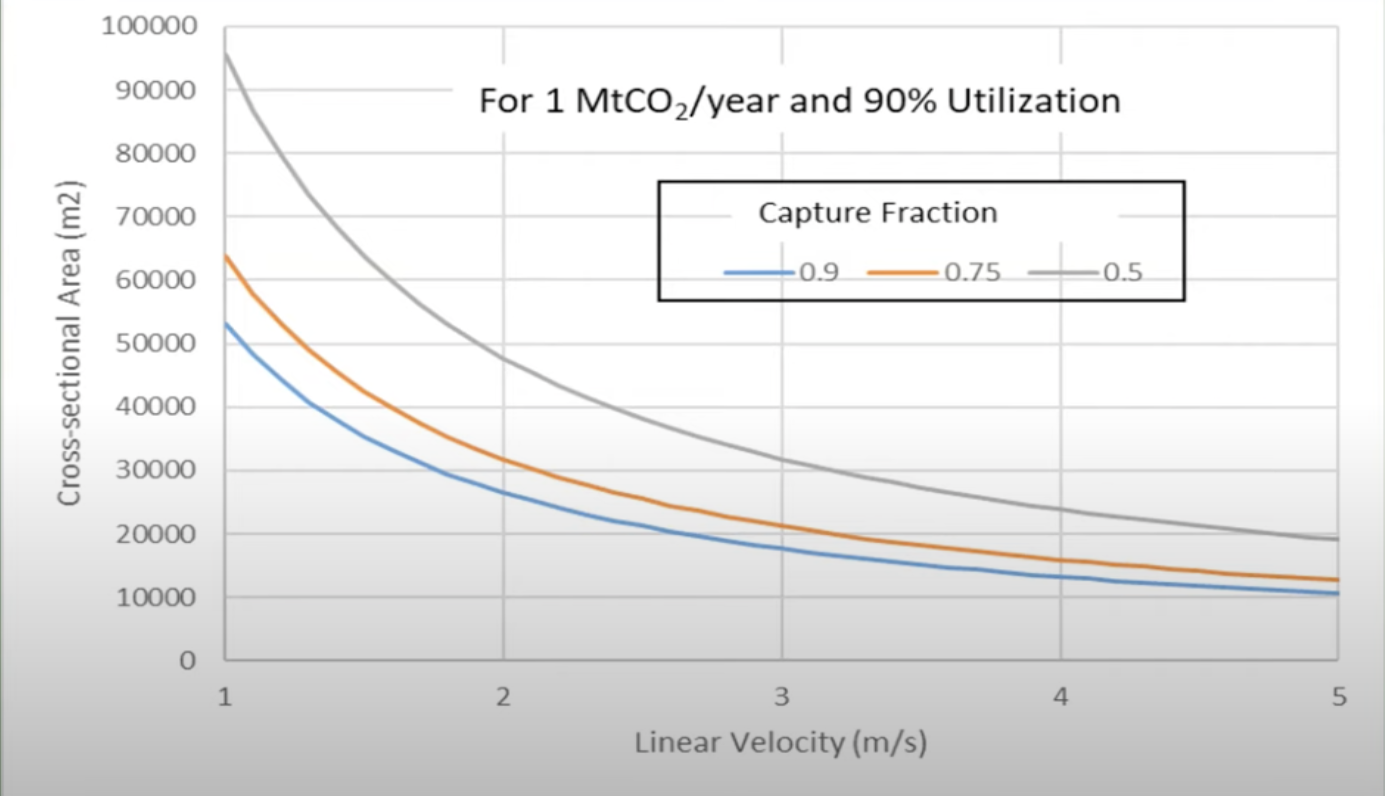 100000
90000
80000
70000
60000
50000
40000
30000
20000
10000
0
Cross-sectional Area (m2)
For 1 MtCO₂/year and 90% Utilization
Capture Fraction
0.9 0.75 0.5
1 2 3 4 5
Linear Velocity (m/s)